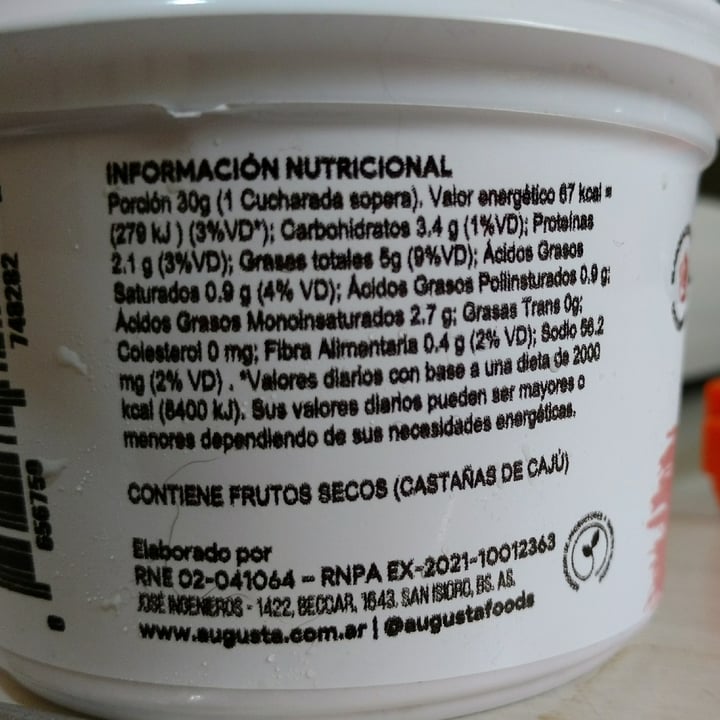 INFORMACIÓN NUTRICIONAL
Porción 30g (1 Cucharada sopera). Valor energético 67 kcal =
(279 kJ) (3%VD*); Carbohidratos 3.4 g (1%VD); Proteínas
2.1 g (3%VD); Grasas totales 5g (9%VD); Ácidos Grasos
Saturados 0.9 g (4% VD); Ácidos Grasos Poliinsturados 0.9 g;
Ácidos Grasos Monoinsaturados 2.7 g; Grasas Trans 0g;
Colesterol 0 mg; Fibra Alimentaria 0.4 g (2% VD); Sodio 56.2
mg (2% VD) . *Valores diarios con base a una dieta de 2000
kcal (8400 kJ). Sus valores diarios pueden ser mayores o
menores dependiendo de sus necesidades energéticas.
CONTIENE FRUTOS SECOS (CASTAÑAS DE CAJÚ)
Elaborado por
RNE 02-041064 – RNPA EX-2021-10012363
JOSÉ INGENIEROS - 1422, BECCAR, 1643, SAN ISIDRO, BS. AS.
www.augusta.com.ar | @augustafoods
748282
656759